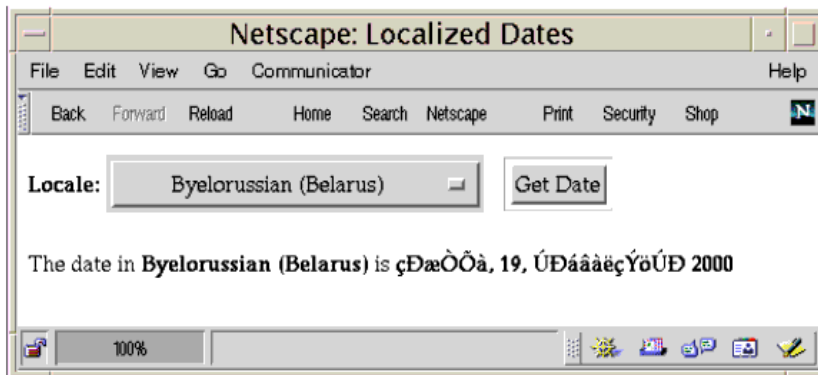 Netscape: Localized Dates
File Edit View Go Communicator Help
Back Forward Reload Home Search Netscape Print Security Shop N
Locale: Byelorussian (Belarus) Get Date
The date in Byelorussian (Belarus) is çÐæÒÕà, 19, ÚÐáâàëçÝöÚÐ 2000
100%